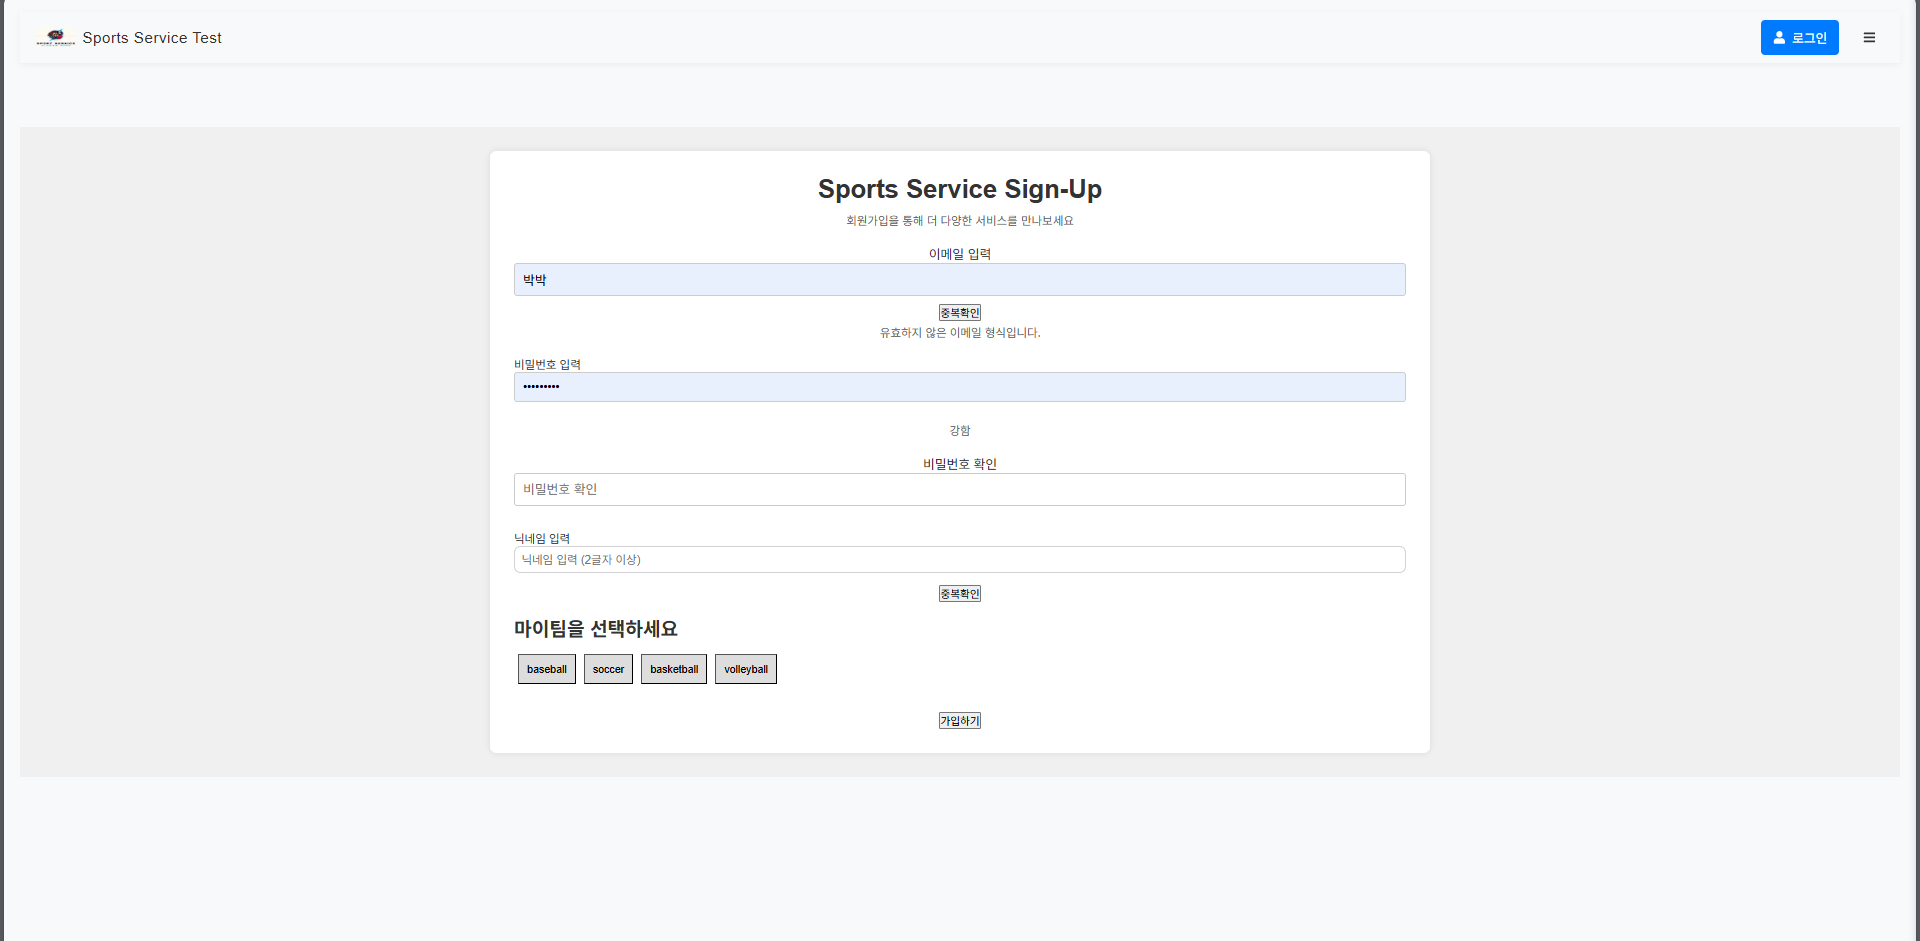 Sports Service Test
로그인
Sports Service Sign-Up
회원가입을 통해 더 다양한 서비스를 만나보세요
이메일 입력
박박
중복확인
유효하지 않은 이메일 형식입니다.
비밀번호 입력
•••••••••
강함
비밀번호 확인
비밀번호 확인
닉네임 입력
닉네임 입력 (2글자 이상)
중복확인
마이팀을 선택하세요
baseball soccer basketball volleyball
가입하기